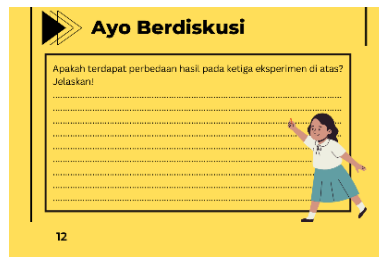 Ayo Berdiskusi
Apakah terdapat perbedaan hasil pada ketiga eksperimen di atas?
Jelaskan!
12